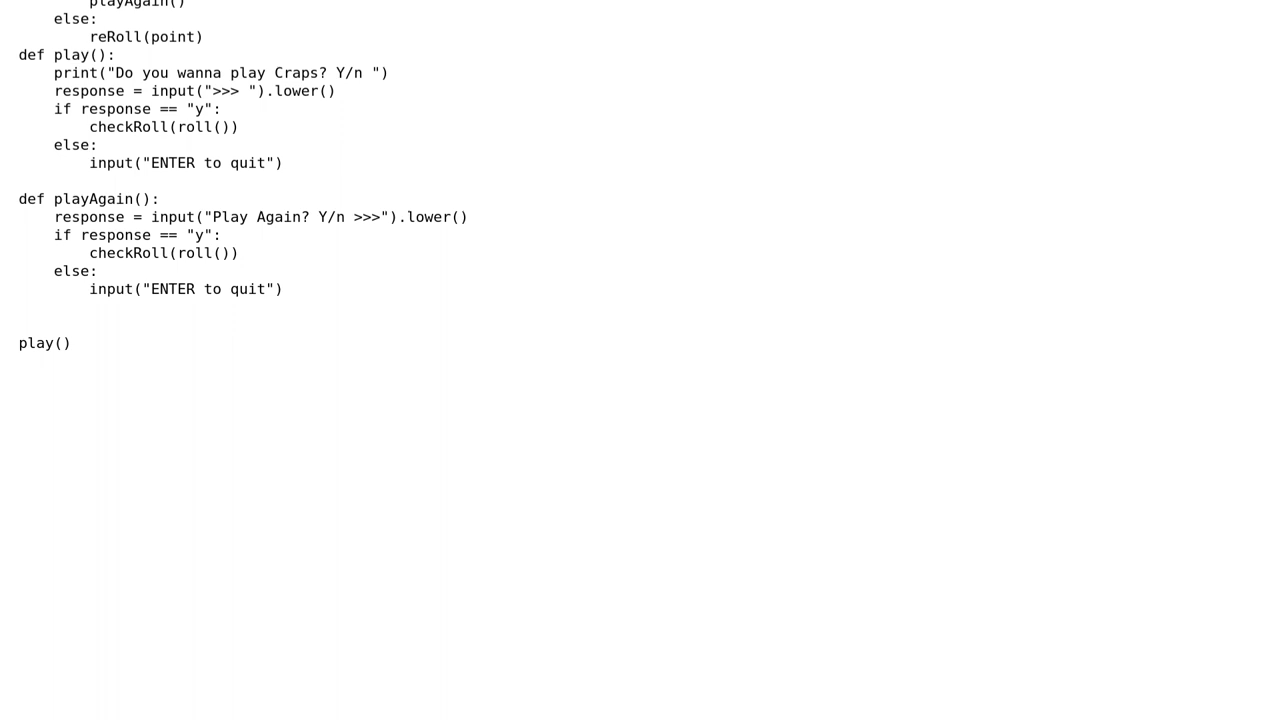 playAgain()
    else:
        reRoll(point)
def play():
    print("Do you wanna play Craps? Y/n ")
    response = input(">>> ").lower()
    if response == "y":
        checkRoll(roll())
    else:
        input("ENTER to quit")

def playAgain():
    response = input("Play Again? Y/n >>>").lower()
    if response == "y":
        checkRoll(roll())
    else:
        input("ENTER to quit")


play()